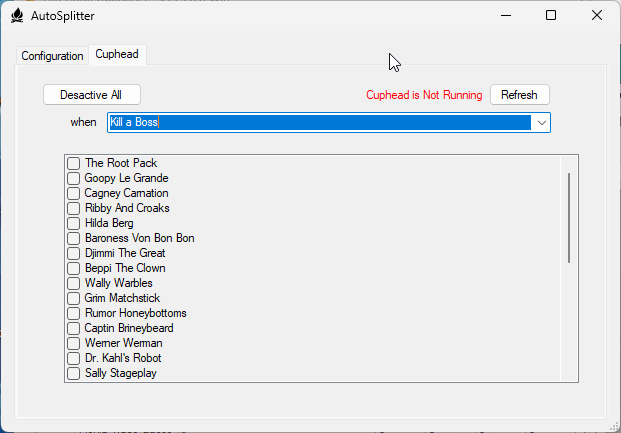 AutoSplitter
Configuration
Cuphead
Desactive All
Cuphead is Not Running
Refresh
when
Kill a Boss
The Root Pack
Goopy Le Grande
Cagney Carnation
Ribby And Croaks
Hilda Berg
Baroness Von Bon Bon
Djimmi The Great
Beppi The Clown
Wally Warbles
Grim Matchstick
Rumor Honeybottoms
Captin Brineybeard
Werner Werman
Dr. Kahl's Robot
Sally Stageplay